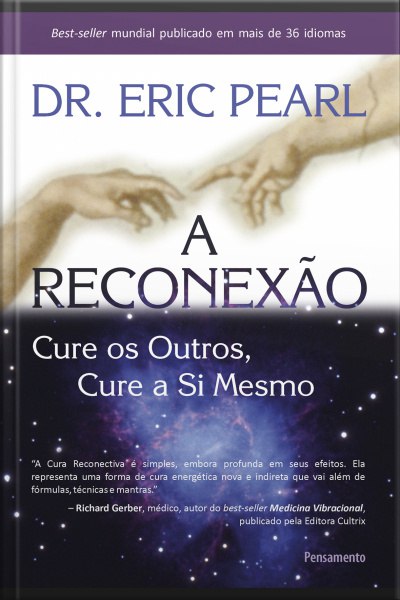 Best-seller mundial publicado em mais de 36 idiomas
DR. ERIC PEARL
A
RECONEXÃO
Cure os Outros,
Cure a Si Mesmo
“A Cura Reconectiva é simples, embora profunda em seus efeitos. Ela
representa uma forma de cura energética nova e indireta que vai além de
fórmulas, técnicas e mantras.”
– Richard Gerber, médico, autor do best-seller Medicina Vibracional,
publicado pela Editora Cultrix
Pensamento